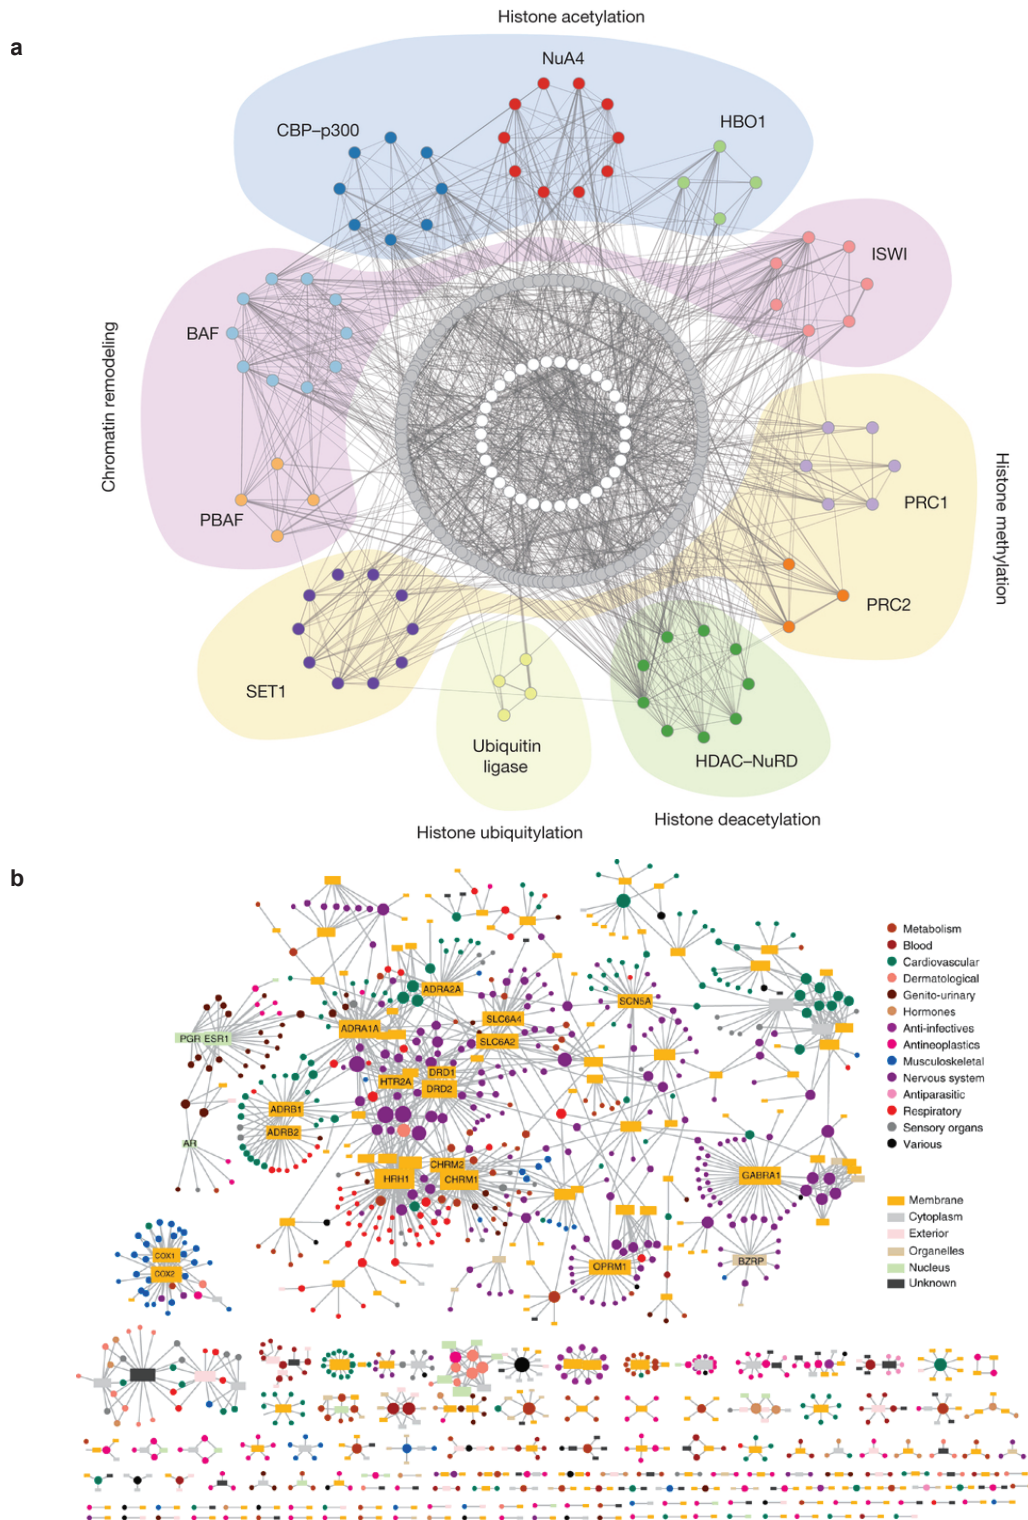 a
Histone acetylation
NuA4
CBP–p300
HBO1
ISWI
BAF
Chromatin remodeling
PBAF
PRC1
Histone methylation
PRC2
SET1
Ubiquitin
ligase
HDAC–NuRD
Histone deacetylation
Histone ubiquitylation
b
Metabolism
Blood
Cardiovascular
Dermatological
Genito-urinary
Hormones
Anti-infectives
Antineoplastics
Musculoskeletal
Nervous system
Antiparasitic
Respiratory
Sensory organs
Various
Membrane
Cytoplasm
Exterior
Organelles
Nucleus
Unknown
ADRA2A
SCN5A
SLC6A4
ADRA1A
PGR ESR1
SLC6A2
DRD1
HTR2A
DRD2
ADRB1
ADRB2
AR
CHRM2
HRH1
CHRM1
GABRA1
COX1
COX2
OPRM1
BZRP